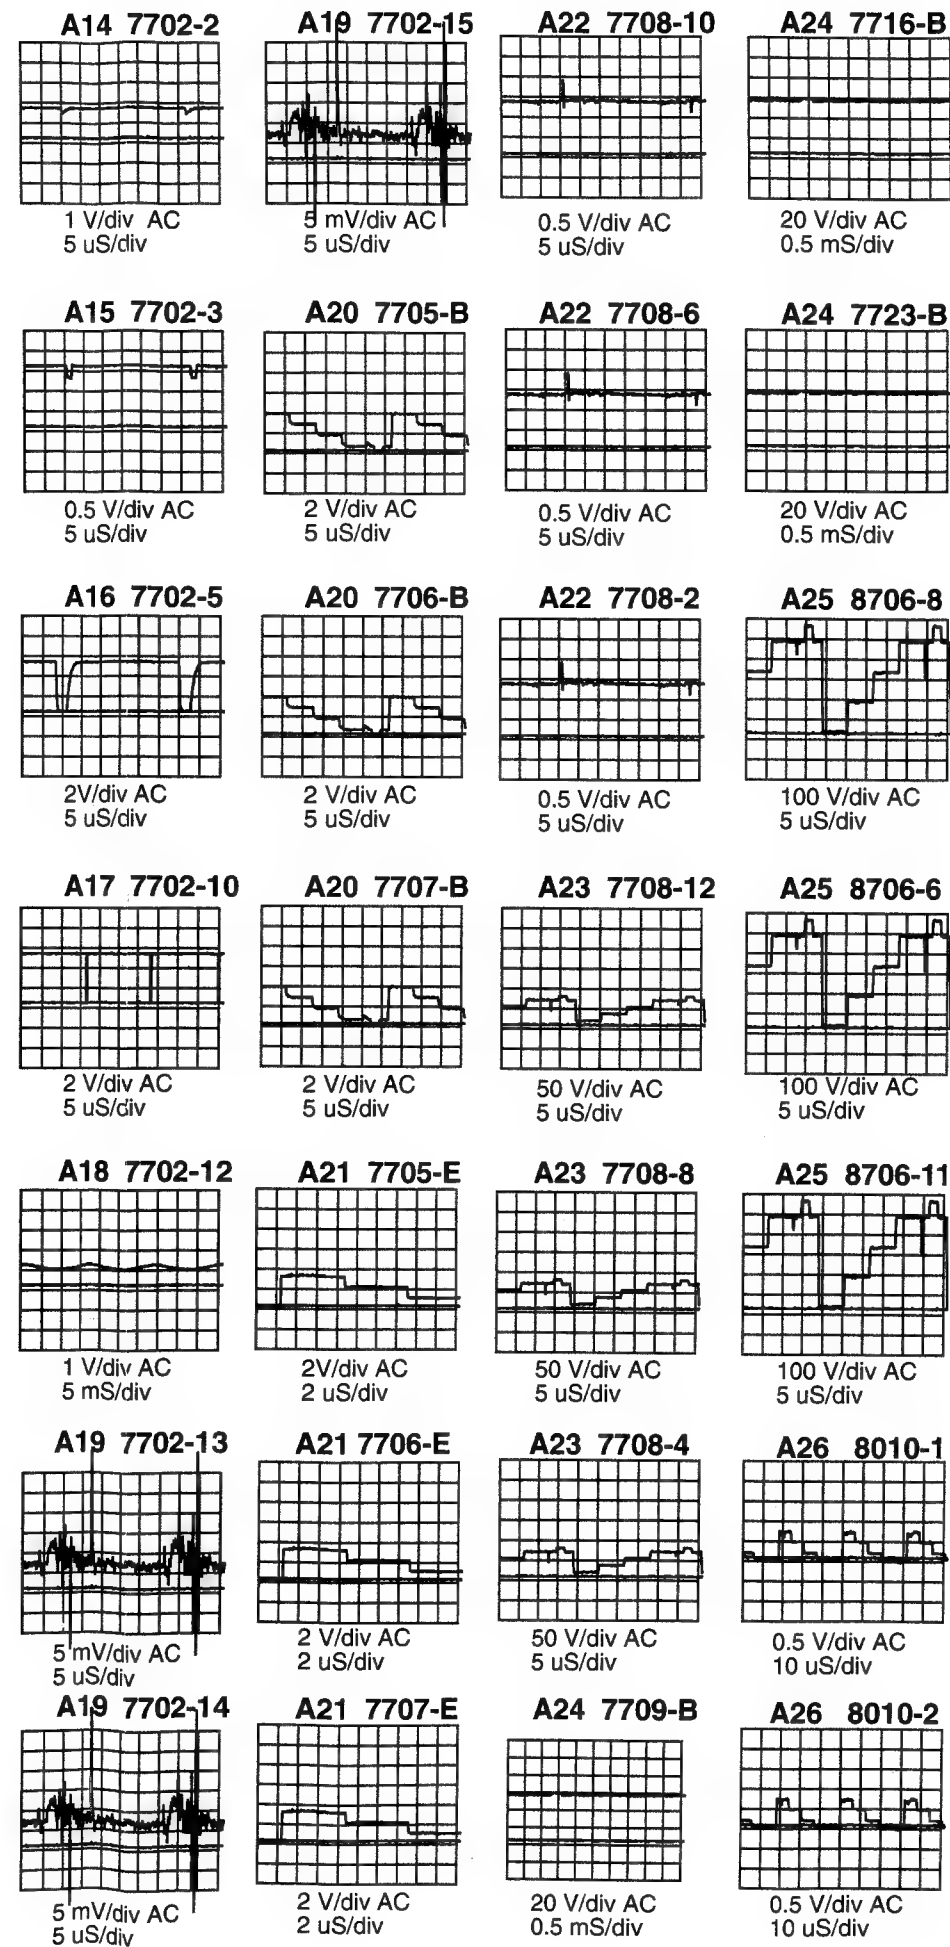 A14 7702-2
1 V/div AC
5 uS/div
A15 7702-3
0.5 V/div AC
5 uS/div
A16 7702-5
2V/div AC
5 uS/div
A17 7702-10
2 V/div AC
5 uS/div
A18 7702-12
1 V/div AC
5 mS/div
A19 7702-13
5 mV/div AC
5 uS/div
A19 7702-14
5 mV/div AC
5 uS/div
A19 7702-15
5 mV/div AC
5 uS/div
A20 7705-B
2 V/div AC
5 uS/div
A20 7706-B
2 V/div AC
5 uS/div
A20 7707-B
2 V/div AC
5 uS/div
A21 7705-E
2V/div AC
2 uS/div
A21 7706-E
2 V/div AC
2 uS/div
A21 7707-E
2 V/div AC
2 uS/div
A22 7708-10
0.5 V/div AC
5 uS/div
A22 7708-6
0.5 V/div AC
5 uS/div
A22 7708-2
0.5 V/div AC
5 uS/div
A23 7708-12
50 V/div AC
5 uS/div
A23 7708-8
50 V/div AC
5 uS/div
A23 7708-4
50 V/div AC
5 uS/div
A24 7709-B
20 V/div AC
0.5 mS/div
A24 7716-B
20 V/div AC
0.5 mS/div
A24 7723-B
20 V/div AC
0.5 mS/div
A25 8706-8
100 V/div AC
5 uS/div
A25 8706-6
100 V/div AC
5 uS/div
A25 8706-11
100 V/div AC
5 uS/div
A26 8010-1
0.5 V/div AC
10 uS/div
A26 8010-2
0.5 V/div AC
10 uS/div